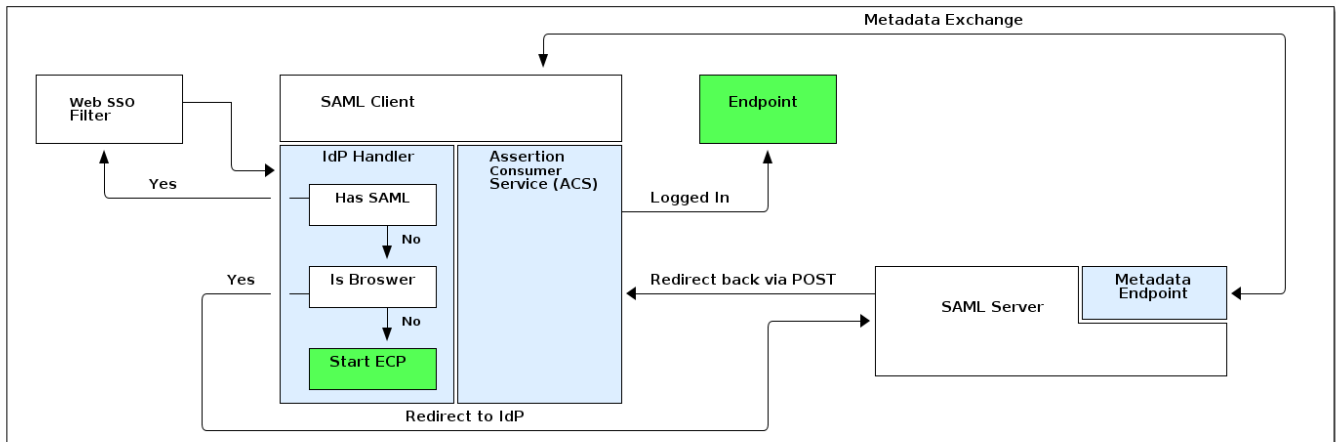 Metadata Exchange
Web SSO
Filter
SAML Client
Endpoint
IdP Handler
Assertion
Consumer
Service (ACS)
Yes
Has SAML
Logged In
No
Yes
Is Broswer
Redirect back via POST
Metadata
Endpoint
SAML Server
No
Start ECP
Redirect to IdP